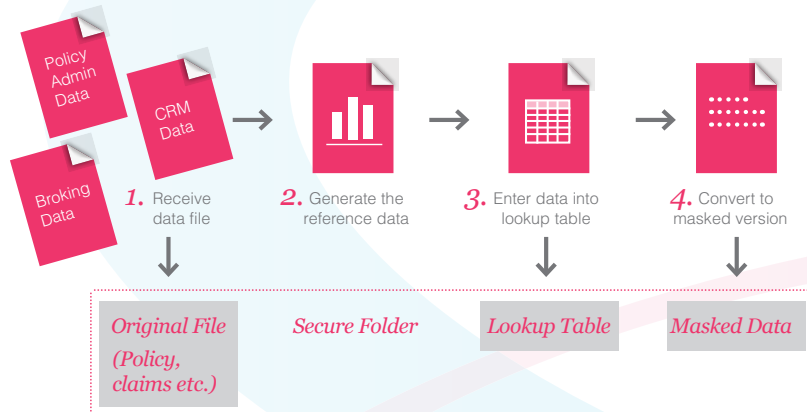 Policy
Admin
Data
CRM
Data
Broking
Data
1. Receive
data file
2. Generate the
reference data
3. Enter data into
lookup table
4. Convert to
masked version
Original File
(Policy,
claims etc.)
Secure Folder
Lookup Table
Masked Data